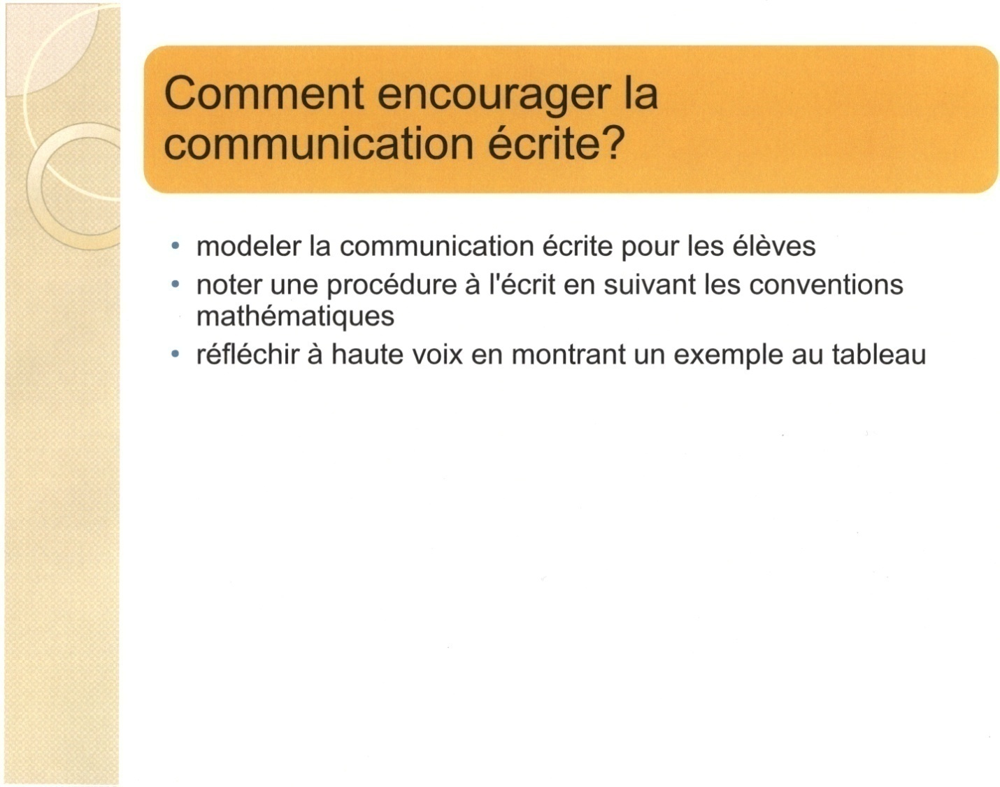 Comment encourager la
communication écrite?
• modeler la communication écrite pour les élèves
• noter une procédure à l'écrit en suivant les conventions
mathématiques
• réfléchir à haute voix en montrant un exemple au tableau